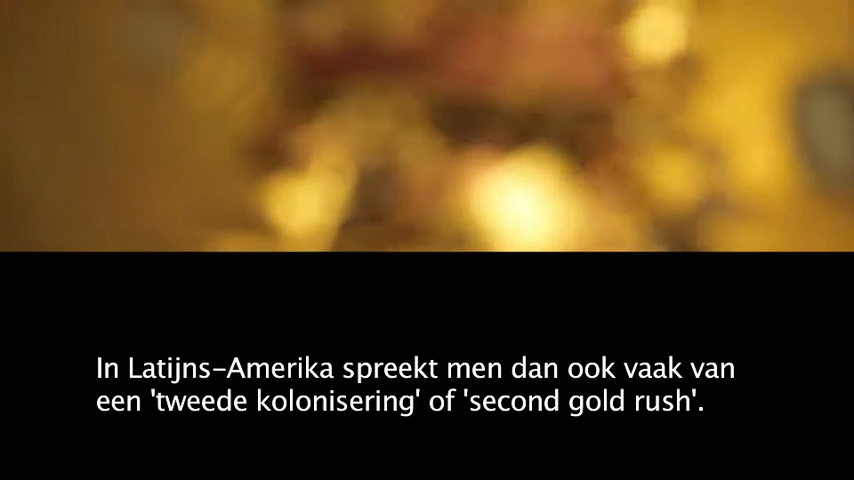 In Latijns-Amerika spreekt men dan ook vaak van
een 'tweede kolonisering' of 'second gold rush'.